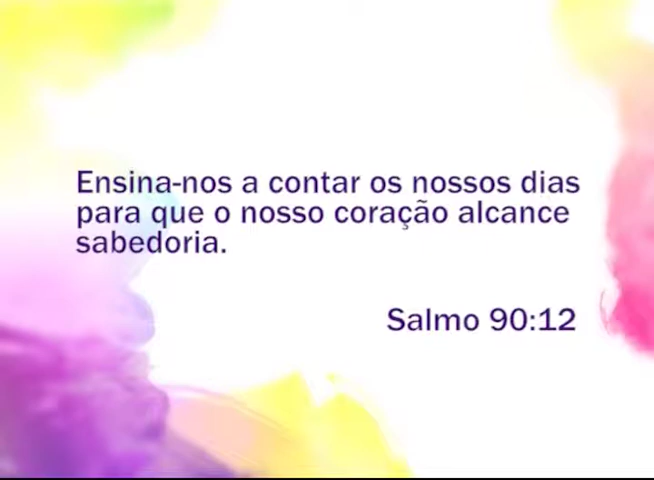 Ensina-nos a contar os nossos dias
para que o nosso coração alcance
sabedoria.
Salmo 90:12